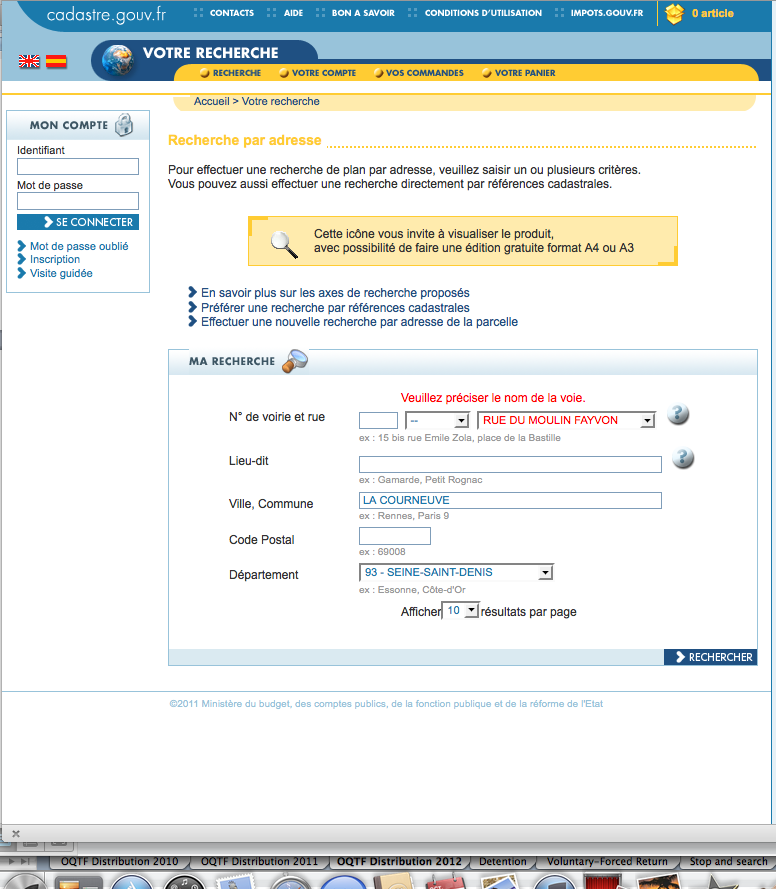 cadastre.gouv.fr
CONTACTS AIDE BON A SAVOIR CONDITIONS D'UTILISATION IMPOTS.GOUV.FR 0 article
VOTRE RECHERCHE
RECHERCHE VOTRE COMPTE VOS COMMANDES VOTRE PANIER
Accueil > Votre recherche
MON COMPTE
Identifiant
Mot de passe
SE CONNECTER
Mot de passe oublié
Inscription
Visite guidée
Recherche par adresse
Pour effectuer une recherche de plan par adresse, veuillez saisir un ou plusieurs critères.
Vous pouvez aussi effectuer une recherche directement par références cadastrales.
Cette icône vous invite à visualiser le produit,
avec possibilité de faire une édition gratuite format A4 ou A3
En savoir plus sur les axes de recherche proposés
Préférer une recherche par références cadastrales
Effectuer une nouvelle recherche par adresse de la parcelle
MA RECHERCHE
Veuillez préciser le nom de la voie.
N° de voirie et rue -- RUE DU MOULIN FAYVON ?
ex : 15 bis rue Emile Zola, place de la Bastille
Lieu-dit ?
ex : Gamarde, Petit Rognac
Ville, Commune LA COURNEUVE
ex : Rennes, Paris 9
Code Postal
ex : 69008
Département 93 - SEINE-SAINT-DENIS
ex : Essonne, Côte-d'Or
Afficher 10 résultats par page
RECHERCHER
©2011 Ministère du budget, des comptes publics, de la fonction publique et de la réforme de l'Etat
OQTF Distribution 2010 OQTF Distribution 2011 OQTF Distribution 2012 Detention Voluntary-Forced Return Stop and search